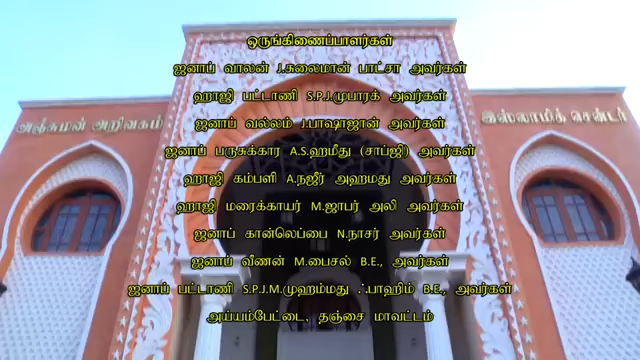 ஒருங்கிணைப்பாளர்கள்
ஜனாப் வாலன் J.சுலைமான் பாட்சா அவர்கள்
ஹாஜி பட்டாணி S.P.J.முபாரக் அவர்கள்
ஜனாப் வல்லம் J.பாஷாஜான் அவர்கள்
ஜனாப் பருசுக்கார A.S.ஹமீது (சாப்ஜி) அவர்கள்
ஹாஜி கம்பளி A.நஜீர் அஹமது அவர்கள்
ஹாஜி மரைக்காயர் M.ஜாபர் அலி அவர்கள்
ஜனாப் கான்லெப்பை N.நாசர் அவர்கள்
ஜனாப் வீணன் M.பைசல் B.E., அவர்கள்
ஜனாப் பட்டாணி S.P.J.M.முஹம்மது ஃபாஹிம் B.E., அவர்கள்
அய்யம்பேட்டை, தஞ்சை மாவட்டம்
அஞ்சுமன் அறிவகம்
இஸ்லாமிக் சென்டர்